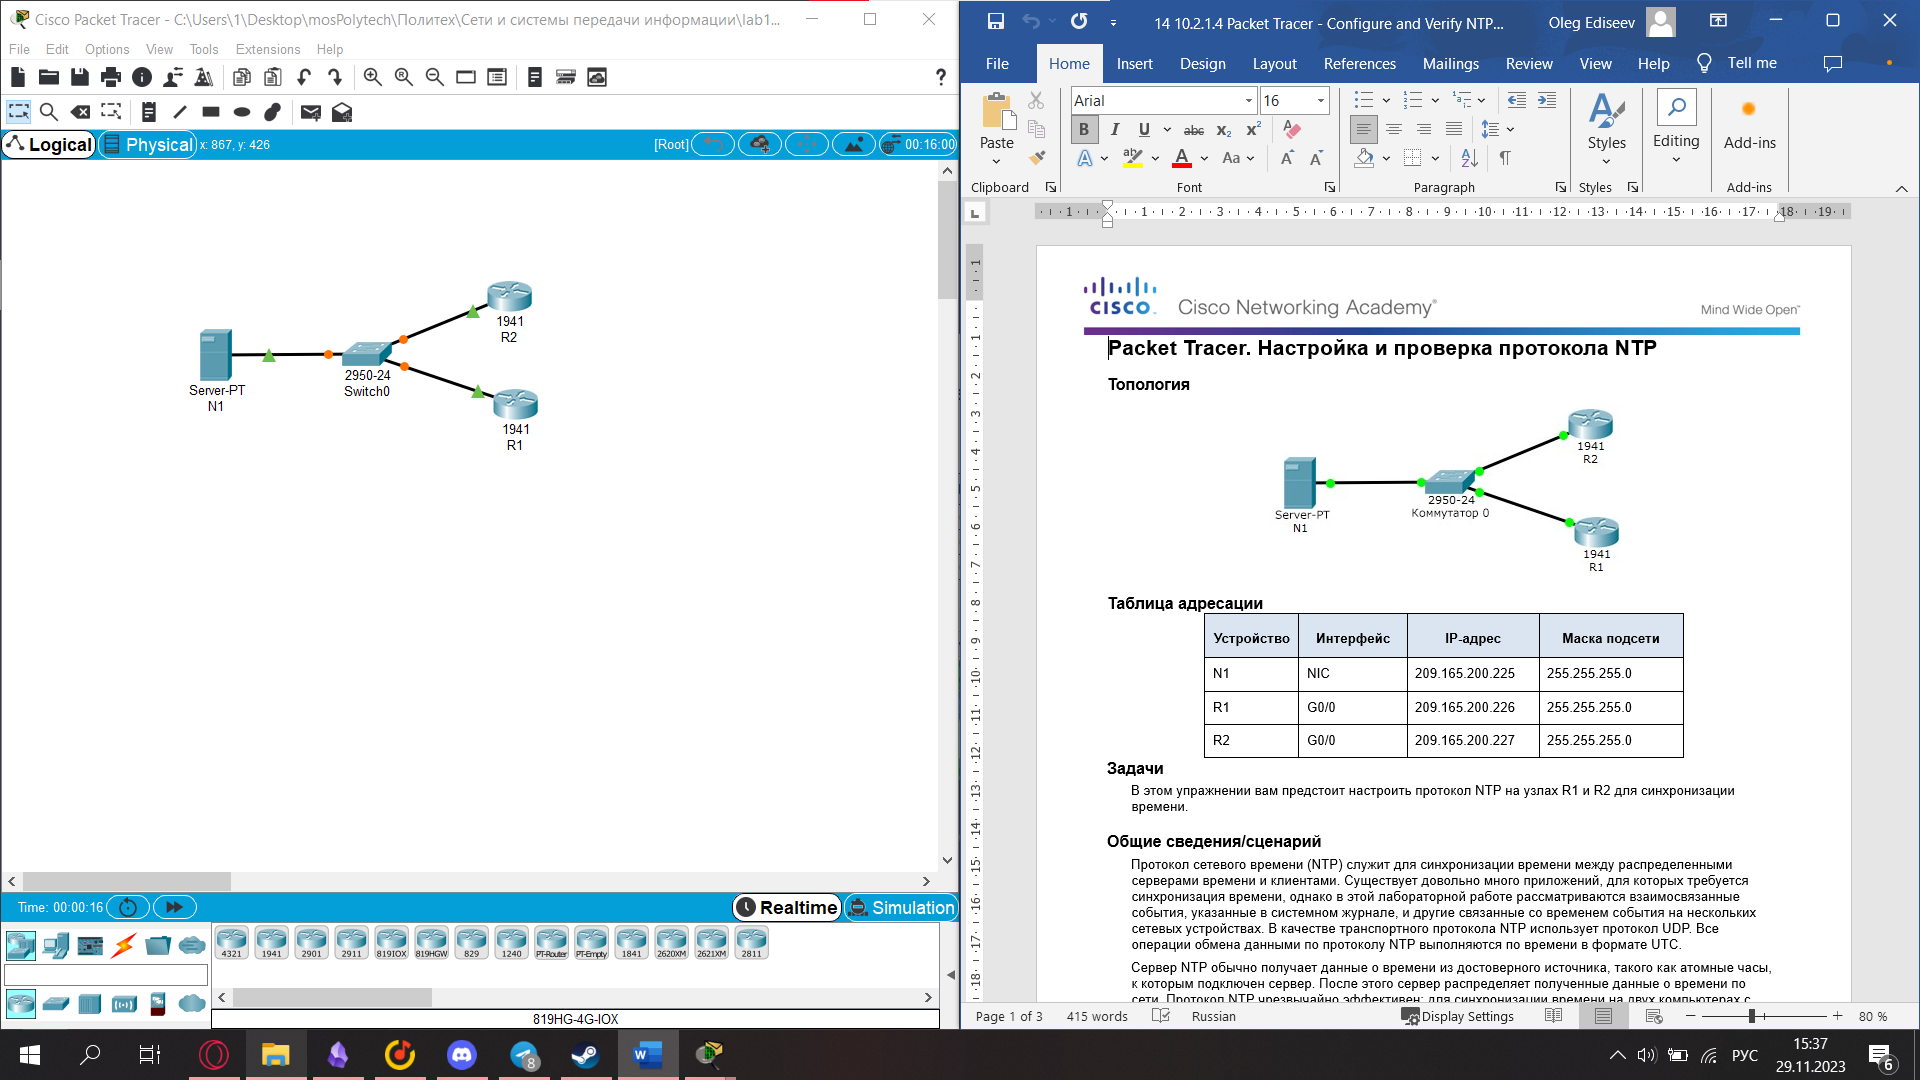 Cisco Packet Tracer - C:\Users\1\Desktop\mosPolytech\Политех\Сети и системы передачи информации\lab1...
File Edit Options View Tools Extensions Help
Logical Physical x: 867, y: 426 [Root] 00:16:00
1941
R2
Server-PT
N1
2950-24
Switch0
1941
R1
Time: 00:00:16 Realtime Simulation
4321 1941 2901 2911 819IOX 819HGW 829 1240 PT-Router PT-Empty 1841 2620XM 2621XM 2811
819HG-4G-IOX
14 10.2.1.4 Packet Tracer - Configure and Verify NTP... Oleg Ediseev
File Home Insert Design Layout References Mailings Review View Help Tell me
Arial 16
Paste Styles Editing Add-ins
Clipboard Font Paragraph Styles Add-ins
CISCO Cisco Networking Academy® Mind Wide Open™
Packet Tracer. Настройка и проверка протокола NTP
Топология
1941
R2
Server-PT
N1
2950-24
Коммутатор 0
1941
R1
Таблица адресации
Устройство Интерфейс IP-адрес Маска подсети
N1 NIC 209.165.200.225 255.255.255.0
R1 G0/0 209.165.200.226 255.255.255.0
R2 G0/0 209.165.200.227 255.255.255.0
Задачи
В этом упражнении вам предстоит настроить протокол NTP на узлах R1 и R2 для синхронизации
времени.
Общие сведения/сценарий
Протокол сетевого времени (NTP) служит для синхронизации времени между распределенными
серверами времени и клиентами. Существует довольно много приложений, для которых требуется
синхронизация времени, однако в этой лабораторной работе рассматриваются взаимосвязанные
события, указанные в системном журнале, и другие связанные со временем события на нескольких
сетевых устройствах. В качестве транспортного протокола NTP использует протокол UDP. Все
операции обмена данными по протоколу NTP выполняются по времени в формате UTC.
Сервер NTP обычно получает данные о времени из достоверного источника, такого как атомные часы,
к которым подключен сервер. После этого сервер распределяет полученные данные о времени по
сети. Протокол NTP чрезвычайно эффективен: для синхронизации времени на двух компьютерах с
Page 1 of 3 415 words Russian Display Settings 80 %
8
РУС
15:37
29.11.2023
6